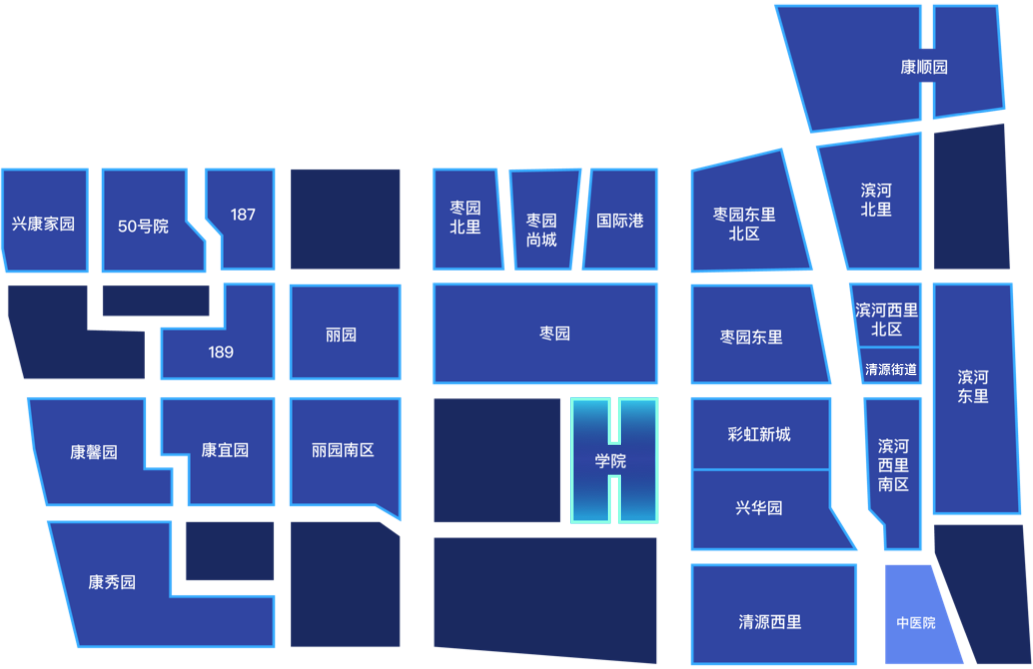 康顺园
兴康家园
50号院
187
枣园
北里
枣园
尚城
国际港
枣园东里
北区
滨河
北里
189
丽园
枣园
枣园东里
滨河西里
北区
清源街道
滨河
东里
康馨园
康宜园
丽园南区
学院
彩虹新城
兴华园
滨河
西里
南区
康秀园
清源西里
中医院